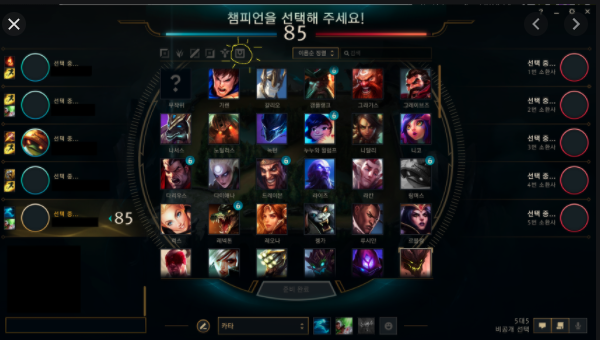 챔피언을 선택해 주세요!
85
이름순 정렬
검색
선택 중...
선택 중...
선택 중...
선택 중...
선택 중...
85
선택 중...
1번 소환사
선택 중...
2번 소환사
선택 중...
3번 소환사
선택 중...
4번 소환사
선택 중...
5번 소환사
?
무작위
가렌
갈리오
갱플랭크
그라가스
그레이브즈
나서스
노틸러스
녹턴
누누와 윌럼프
니달리
니코
다리우스
다이애나
드레이븐
라이즈
라칸
람머스
럭스
레넥톤
레오나
렝가
루시안
르블랑
준비 완료
카타
5 대 5
비공개 선택